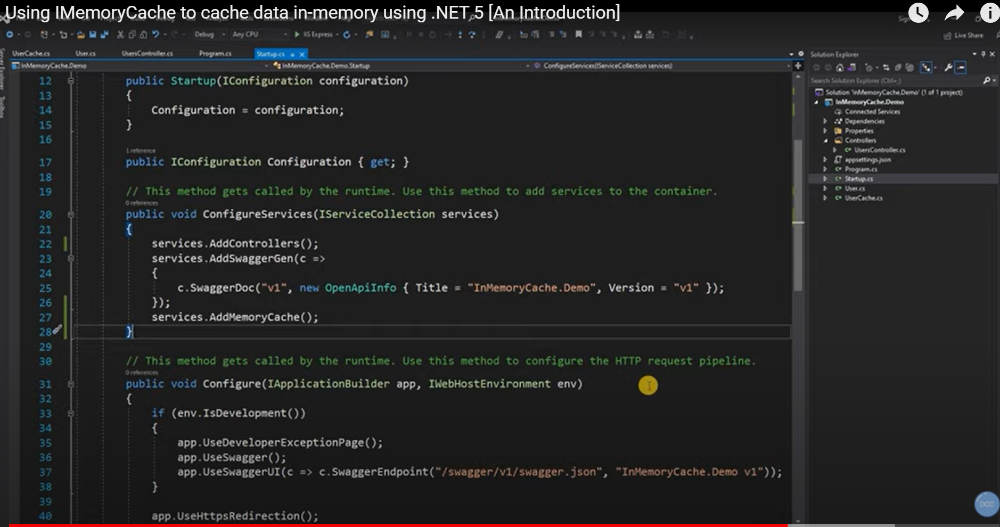 Using IMemoryCache to cache data in-memory using .NET 5 [An Introduction]
Debug Any CPU IIS Express Live Share
UserCache.cs User.cs UsersController.cs Program.cs Startup.cs
InMemoryCache.Demo InMemoryCache.Demo.Startup ConfigureServices(IServiceCollection services)
12 public Startup(IConfiguration configuration)
13 {
14 Configuration = configuration;
15 }
16
1 reference
17 public IConfiguration Configuration { get; }
18
19 // This method gets called by the runtime. Use this method to add services to the container.
0 references
20 public void ConfigureServices(IServiceCollection services)
21 {
22 services.AddControllers();
23 services.AddSwaggerGen(c =>
24 {
25 c.SwaggerDoc("v1", new OpenApiInfo { Title = "InMemoryCache.Demo", Version = "v1" });
26 });
27 services.AddMemoryCache();
28 }
29
30 // This method gets called by the runtime. Use this method to configure the HTTP request pipeline.
0 references
31 public void Configure(IApplicationBuilder app, IWebHostEnvironment env)
32 {
33 if (env.IsDevelopment())
34 {
35 app.UseDeveloperExceptionPage();
36 app.UseSwagger();
37 app.UseSwaggerUI(c => c.SwaggerEndpoint("/swagger/v1/swagger.json", "InMemoryCache.Demo v1"));
38 }
39
40 app.UseHttpsRedirection();
Server Explorer
Toolbox
Solution Explorer
Search Solution Explorer (Ctrl+;)
Solution 'InMemoryCache.Demo' (1 of 1 project)
InMemoryCache.Demo
Connected Services
Dependencies
Properties
Controllers
UsersController.cs
appsettings.json
Program.cs
Startup.cs
User.cs
UserCache.cs
DCC